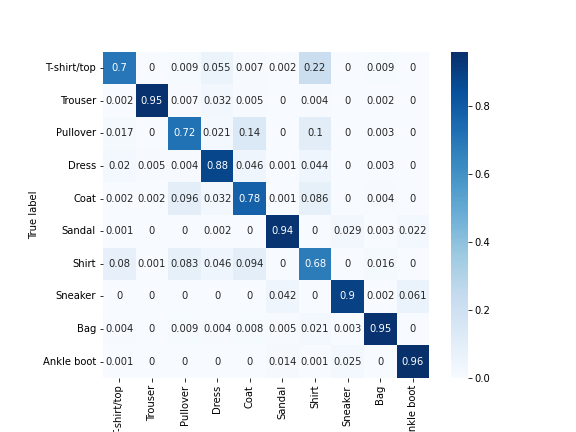 T-shirt/top 0.7 0 0.009 0.055 0.007 0.002 0.22 0 0.009 0
Trouser 0.002 0.95 0.007 0.032 0.005 0 0.004 0 0.002 0
Pullover 0.017 0 0.72 0.021 0.14 0 0.1 0 0.003 0
Dress 0.02 0.005 0.004 0.88 0.046 0.001 0.044 0 0.003 0
Coat 0.002 0.002 0.096 0.032 0.78 0.001 0.086 0 0.004 0
Sandal 0.001 0 0 0.002 0 0.94 0 0.029 0.003 0.022
Shirt 0.08 0.001 0.083 0.046 0.094 0 0.68 0 0.016 0
Sneaker 0 0 0 0 0 0.042 0 0.9 0.002 0.061
Bag 0.004 0 0.009 0.004 0.008 0.005 0.021 0.003 0.95 0
Ankle boot 0.001 0 0 0 0 0.014 0.001 0.025 0 0.96
True label
-shirt/top
Trouser
Pullover
Dress
Coat
Sandal
Shirt
Sneaker
Bag
nkle boot
0.8
0.6
0.4
0.2
0.0